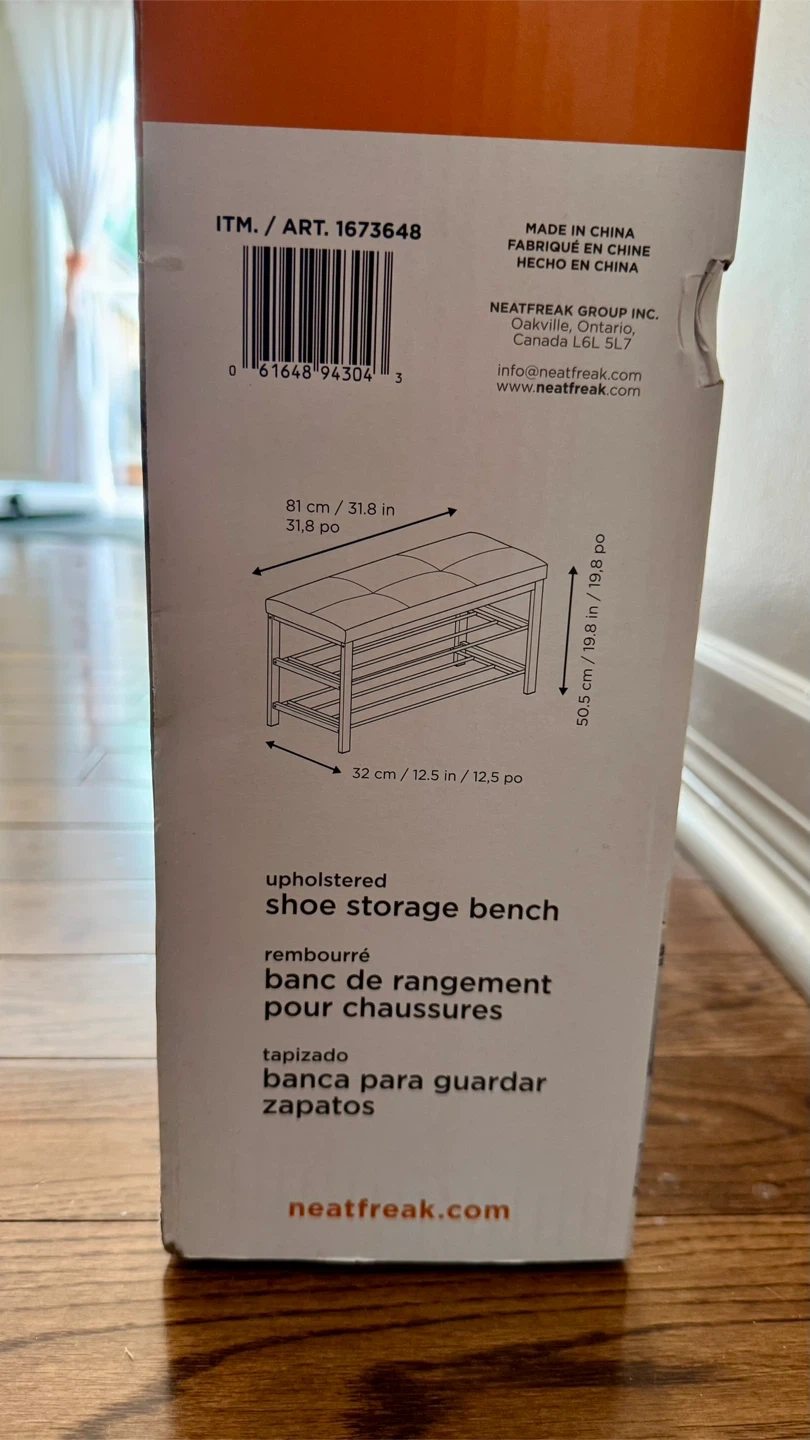 ITM. / ART. 1673648
0 61648 94304 3
MADE IN CHINA
FABRIQUÉ EN CHINE
HECHO EN CHINA
NEATFREAK GROUP INC.
Oakville, Ontario,
Canada L6L 5L7
info@neatfreak.com
www.neatfreak.com
81 cm / 31.8 in
31,8 po
50.5 cm / 19.8 in / 19,8 po
32 cm / 12.5 in / 12,5 po
upholstered
shoe storage bench
rembourré
banc de rangement
pour chaussures
tapizado
banca para guardar
zapatos
neatfreak.com